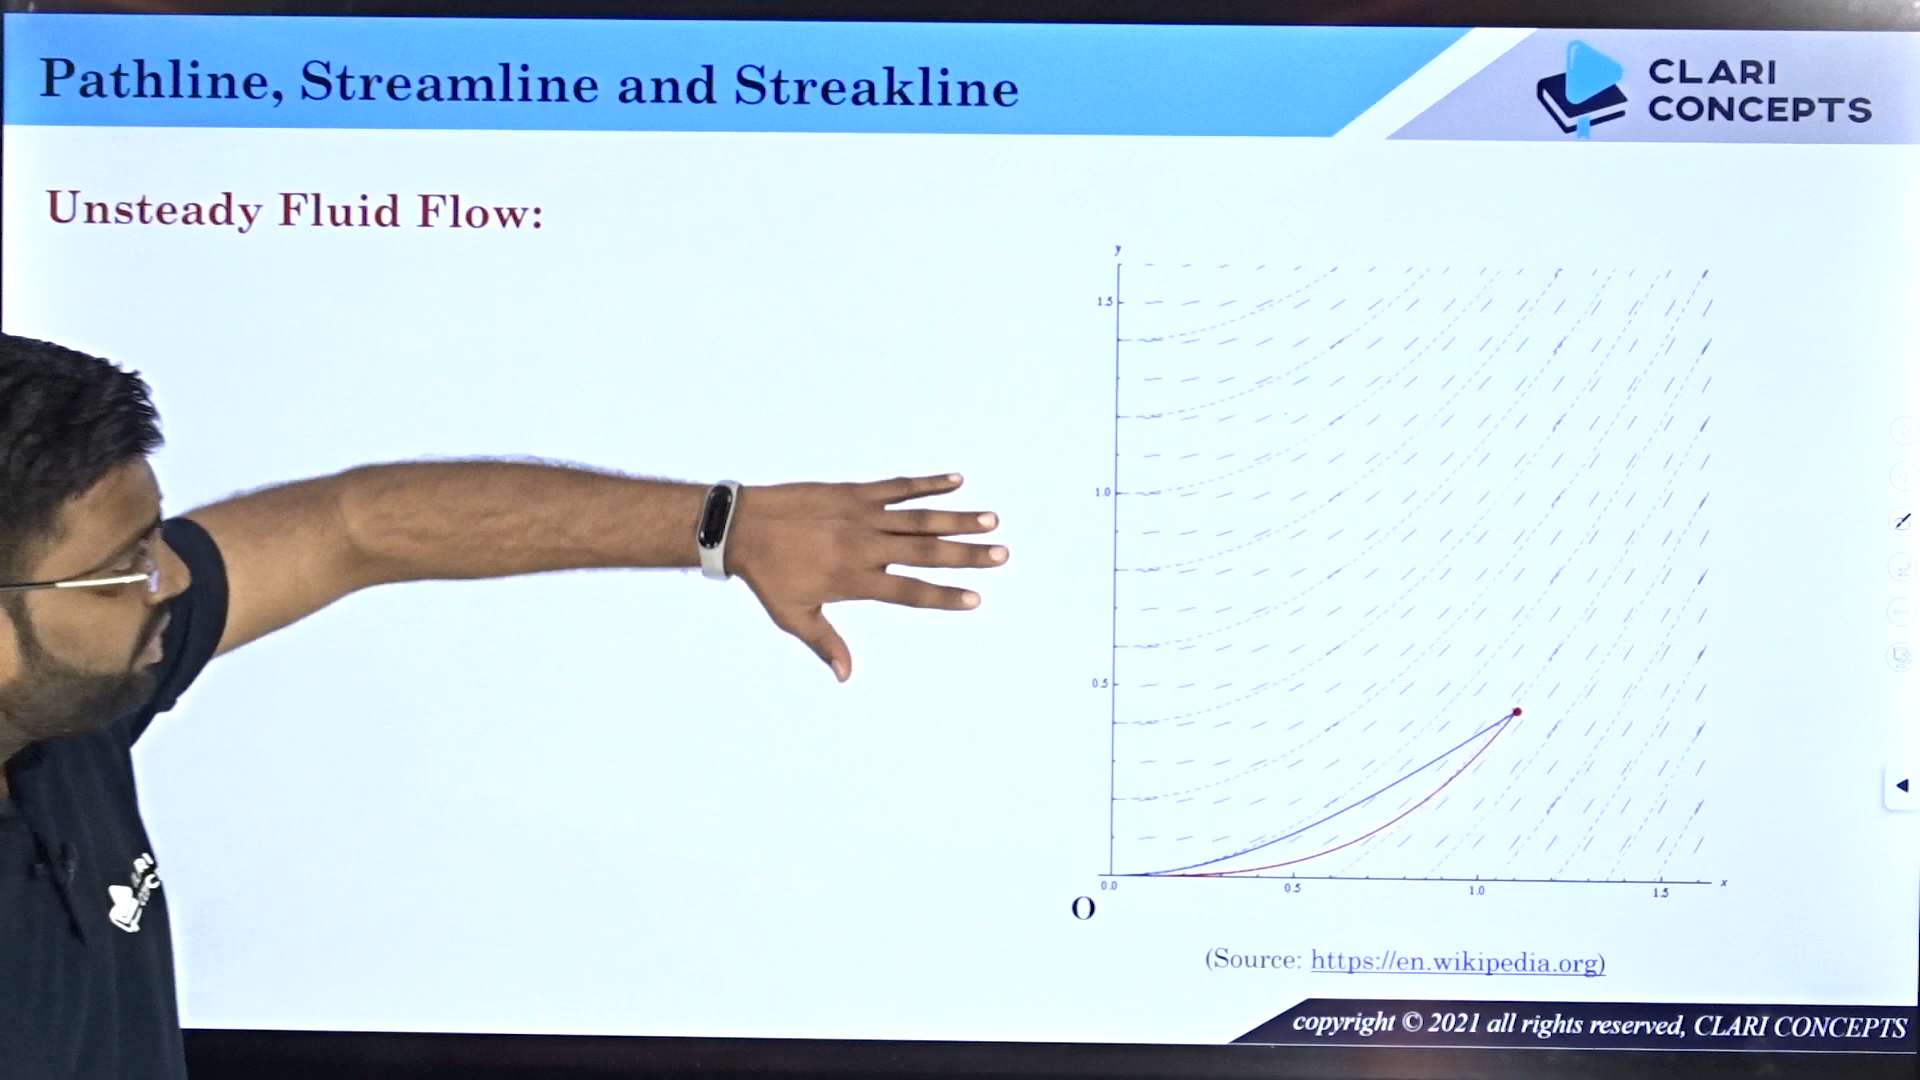 Pathline, Streamline and Streakline
CLARI
CONCEPTS
Unsteady Fluid Flow:
y
1.5
1.0
0.5
0.0
0.5
1.0
1.5
x
O
(Source: https://en.wikipedia.org)
copyright © 2021 all rights reserved, CLARI CONCEPTS